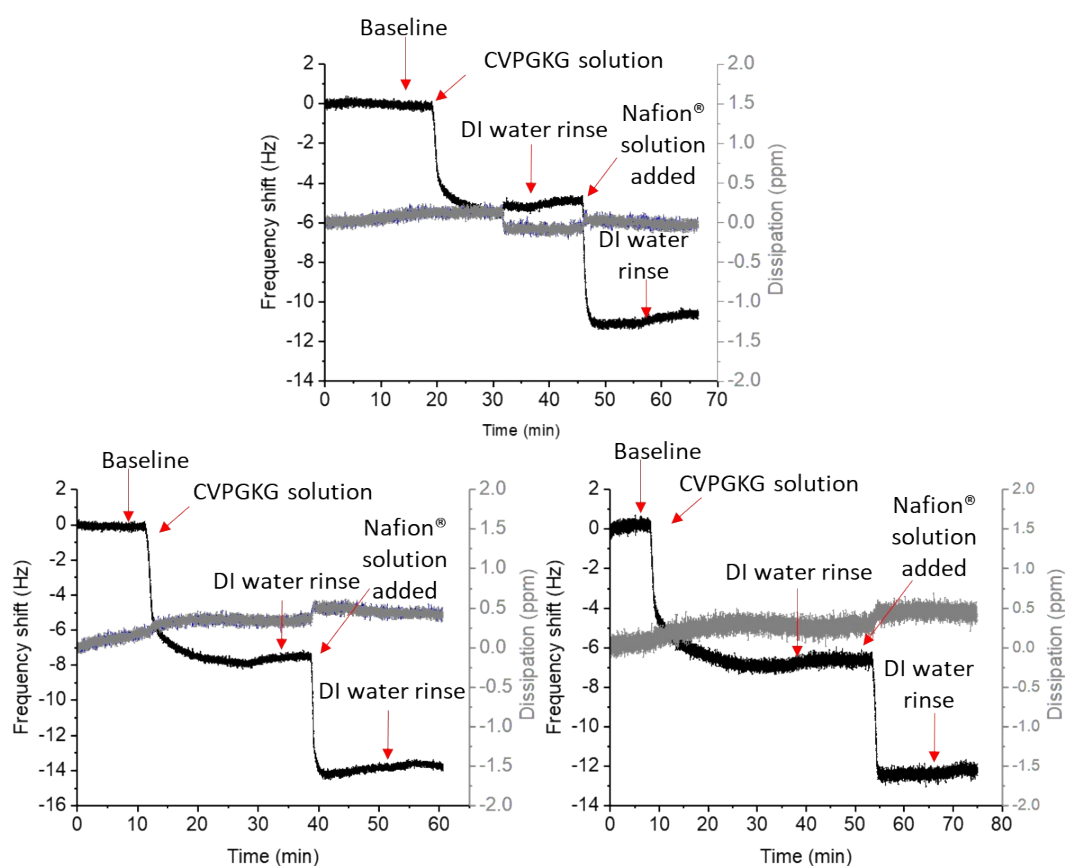 Baseline
CVPGKG solution
DI water rinse
Nafion®
solution
added
DI water
rinse
2
0
-2
-4
-6
-8
-10
-12
-14
Frequency shift (Hz)
2.0
1.5
1.0
0.5
0.0
-0.5
-1.0
-1.5
-2.0
Dissipation (ppm)
0 10 20 30 40 50 60 70
Time (min)
Baseline
CVPGKG solution
Nafion®
solution
added
DI water rinse
DI water rinse
2
0
-2
-4
-6
-8
-10
-12
-14
-16
Frequency shift (Hz)
2.0
1.5
1.0
0.5
0.0
-0.5
-1.0
-1.5
-2.0
Dissipation (ppm)
0 10 20 30 40 50 60
Time (min)
Baseline
CVPGKG solution
Nafion®
solution
added
DI water rinse
DI water
rinse
2
0
-2
-4
-6
-8
-10
-12
-14
Frequency shift (Hz)
2.0
1.5
1.0
0.5
0.0
-0.5
-1.0
-1.5
-2.0
Dissipation (ppm)
0 10 20 30 40 50 60 70 80
Time (min)